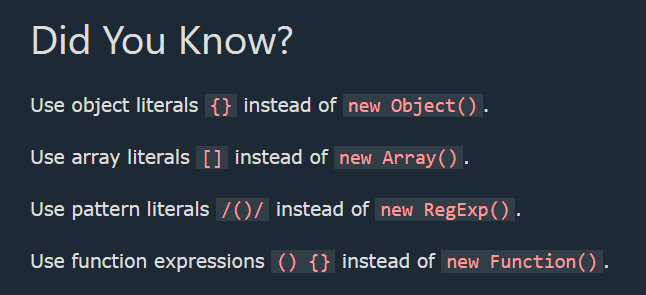 Did You Know?
Use object literals {} instead of new Object().
Use array literals [] instead of new Array().
Use pattern literals /()/ instead of new RegExp().
Use function expressions () {} instead of new Function().